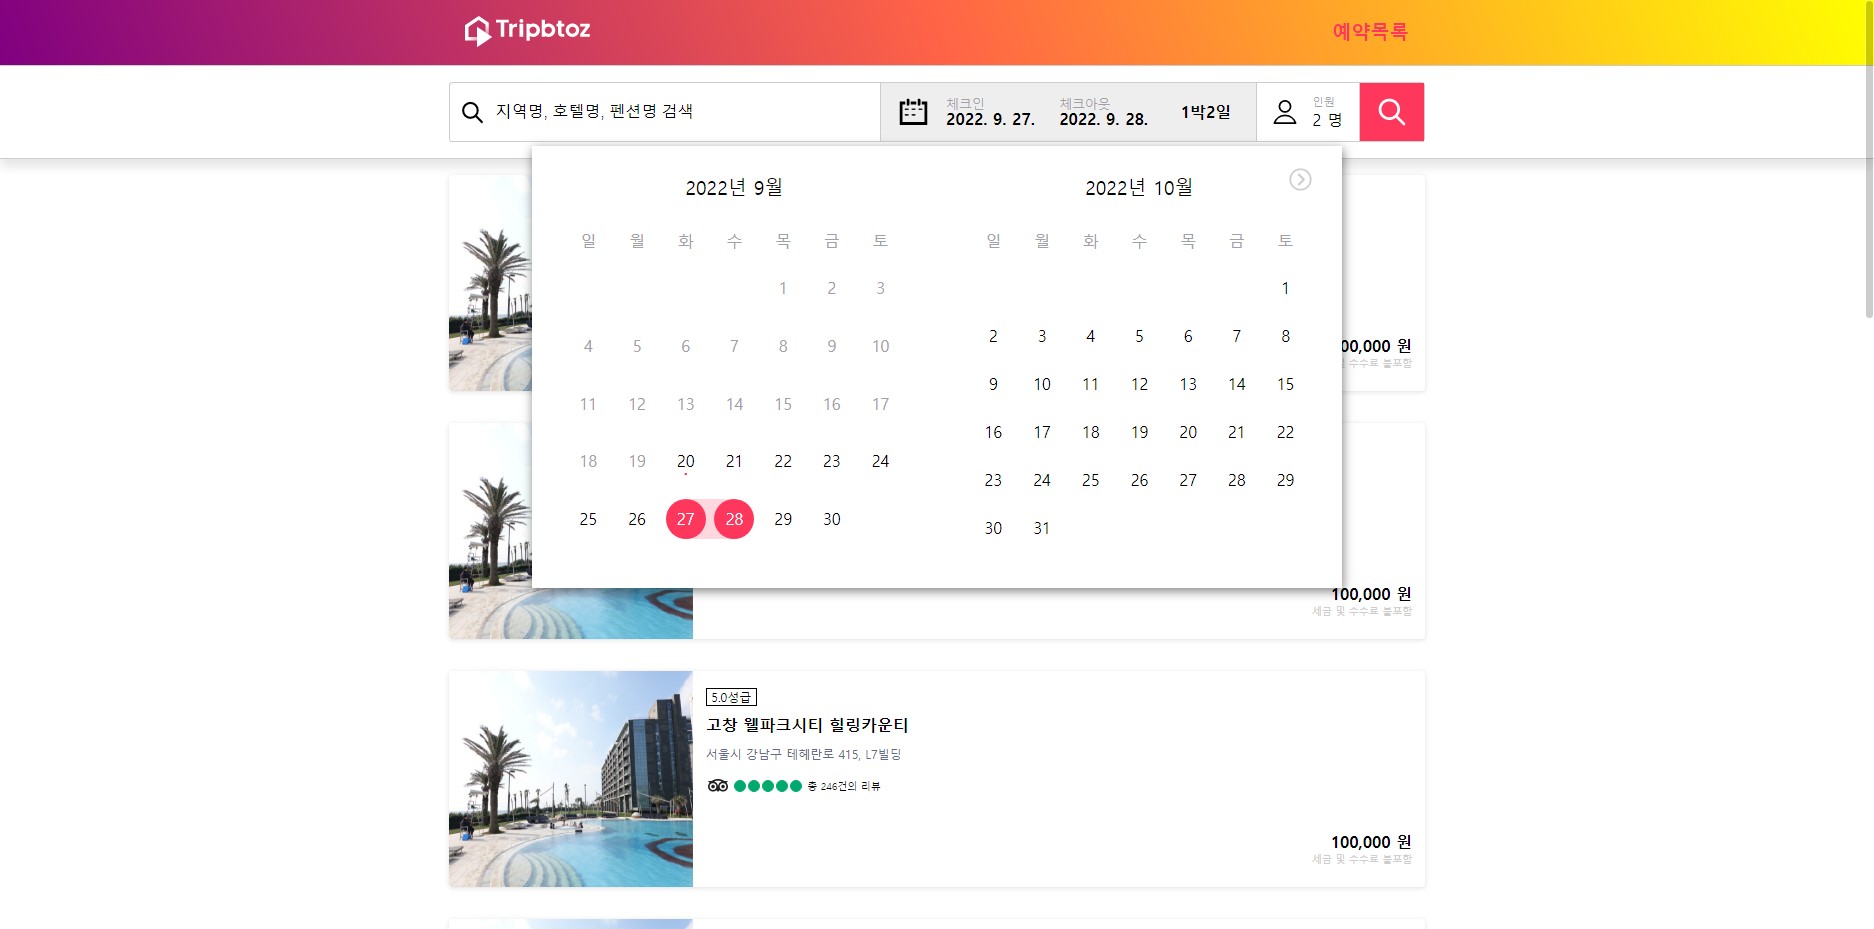 Tripbtoz
예약목록
지역명, 호텔명, 펜션명 검색
체크인
2022. 9. 27.
체크아웃
2022. 9. 28.
1박2일
인원
2 명
2022년 9월
일 월 화 수 목 금 토
1 2 3
4 5 6 7 8 9 10
11 12 13 14 15 16 17
18 19 20 21 22 23 24
25 26 27 28 29 30
2022년 10월
일 월 화 수 목 금 토
1
2 3 4 5 6 7 8
9 10 11 12 13 14 15
16 17 18 19 20 21 22
23 24 25 26 27 28 29
30 31
00,000 원
수수료 불포함
100,000 원
세금 및 수수료 불포함
5.0성급
고창 웰파크시티 힐링카운티
서울시 강남구 테헤란로 415, L7빌딩
총 246건의 리뷰
100,000 원
세금 및 수수료 불포함